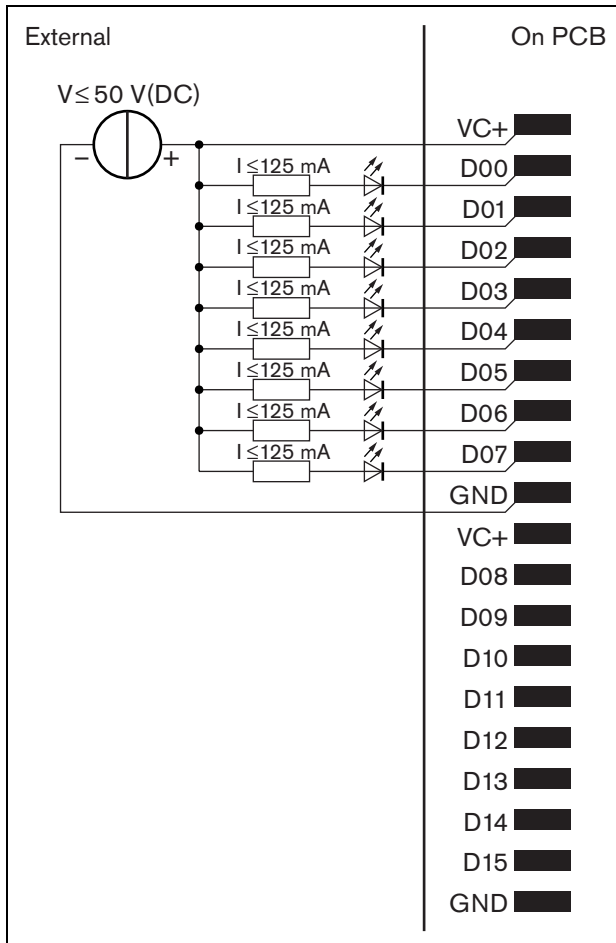 External
On PCB
V≤50 V(DC)
−
+
VC+
I≤125 mA
D00
I≤125 mA
D01
I≤125 mA
D02
I≤125 mA
D03
I≤125 mA
D04
I≤125 mA
D05
I≤125 mA
D06
I≤125 mA
D07
GND
VC+
D08
D09
D10
D11
D12
D13
D14
D15
GND